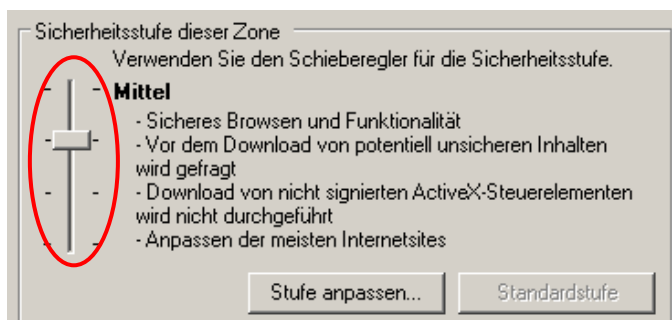 Sicherheitsstufe dieser Zone
Verwenden Sie den Schieberegler für die Sicherheitsstufe.
Mittel
- Sicheres Browsen und Funktionalität
- Vor dem Download von potentiell unsicheren Inhalten
wird gefragt
- Download von nicht signierten ActiveX-Steuerelementen
wird nicht durchgeführt
- Anpassen der meisten Internetsites
Stufe anpassen... Standardstufe